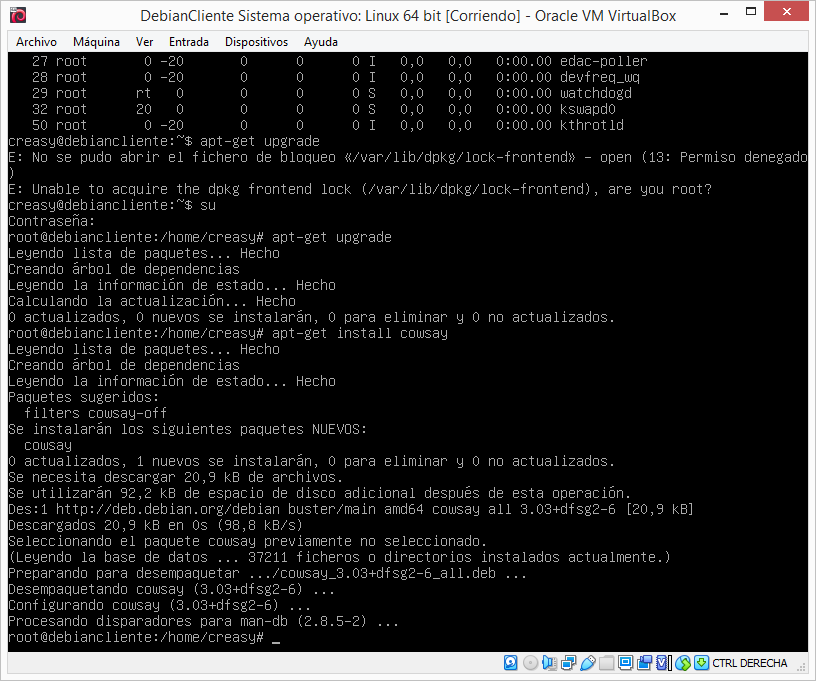 DebianCliente Sistema operativo: Linux 64 bit [Corriendo] - Oracle VM VirtualBox
Archivo Máquina Ver Entrada Dispositivos Ayuda
27 root 0 -20 0 0 0 I 0,0 0,0 0:00.00 edac-poller
28 root 0 -20 0 0 0 I 0,0 0,0 0:00.00 devfreq_wq
29 root rt 0 0 0 0 S 0,0 0,0 0:00.00 watchdogd
32 root 20 0 0 0 0 S 0,0 0,0 0:00.00 kswapd0
50 root 0 -20 0 0 0 I 0,0 0,0 0:00.00 kthrotld
creasy@debiancliente:~$ apt-get upgrade
E: No se pudo abrir el fichero de bloqueo «/var/lib/dpkg/lock-frontend» - open (13: Permiso denegado
)
E: Unable to acquire the dpkg frontend lock (/var/lib/dpkg/lock-frontend), are you root?
creasy@debiancliente:~$ su
Contraseña:
root@debiancliente:/home/creasy# apt-get upgrade
Leyendo lista de paquetes... Hecho
Creando árbol de dependencias
Leyendo la información de estado... Hecho
Calculando la actualización... Hecho
0 actualizados, 0 nuevos se instalarán, 0 para eliminar y 0 no actualizados.
root@debiancliente:/home/creasy# apt-get install cowsay
Leyendo lista de paquetes... Hecho
Creando árbol de dependencias
Leyendo la información de estado... Hecho
Paquetes sugeridos:
filters cowsay-off
Se instalarán los siguientes paquetes NUEVOS:
cowsay
0 actualizados, 1 nuevos se instalarán, 0 para eliminar y 0 no actualizados.
Se necesita descargar 20,9 kB de archivos.
Se utilizarán 92,2 kB de espacio de disco adicional después de esta operación.
Des:1 http://deb.debian.org/debian buster/main amd64 cowsay all 3.03+dfsg2-6 [20,9 kB]
Descargados 20,9 kB en 0s (98,8 kB/s)
Seleccionando el paquete cowsay previamente no seleccionado.
(Leyendo la base de datos ... 37211 ficheros o directorios instalados actualmente.)
Preparando para desempaquetar .../cowsay_3.03+dfsg2-6_all.deb ...
Desempaquetando cowsay (3.03+dfsg2-6) ...
Configurando cowsay (3.03+dfsg2-6) ...
Procesando disparadores para man-db (2.8.5-2) ...
root@debiancliente:/home/creasy# _
CTRL DERECHA